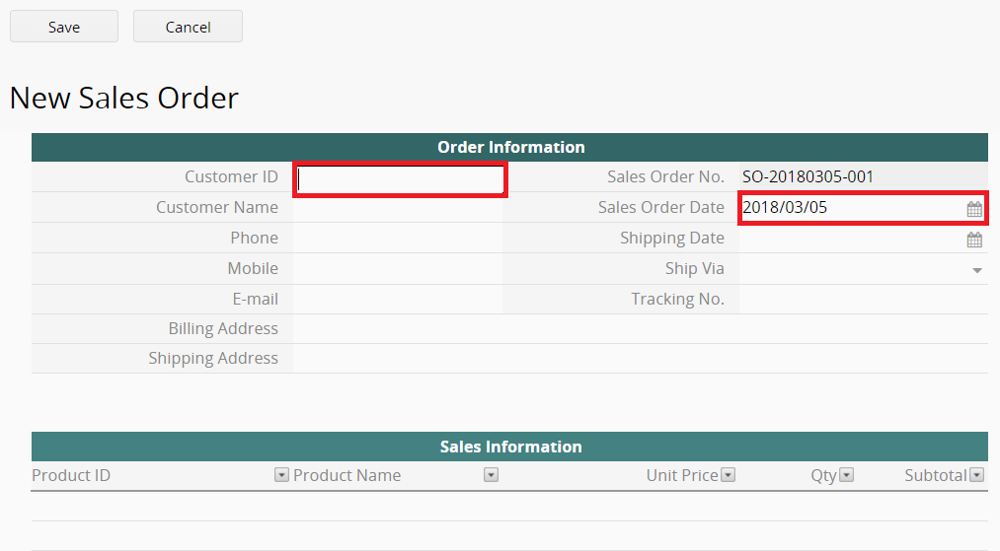 Save Cancel
New Sales Order
Order Information
Customer ID Sales Order No. SO-20180305-001
Customer Name Sales Order Date 2018/03/05
Phone Shipping Date
Mobile Ship Via
E-mail Tracking No.
Billing Address
Shipping Address
Sales Information
Product ID Product Name Unit Price Qty Subtotal